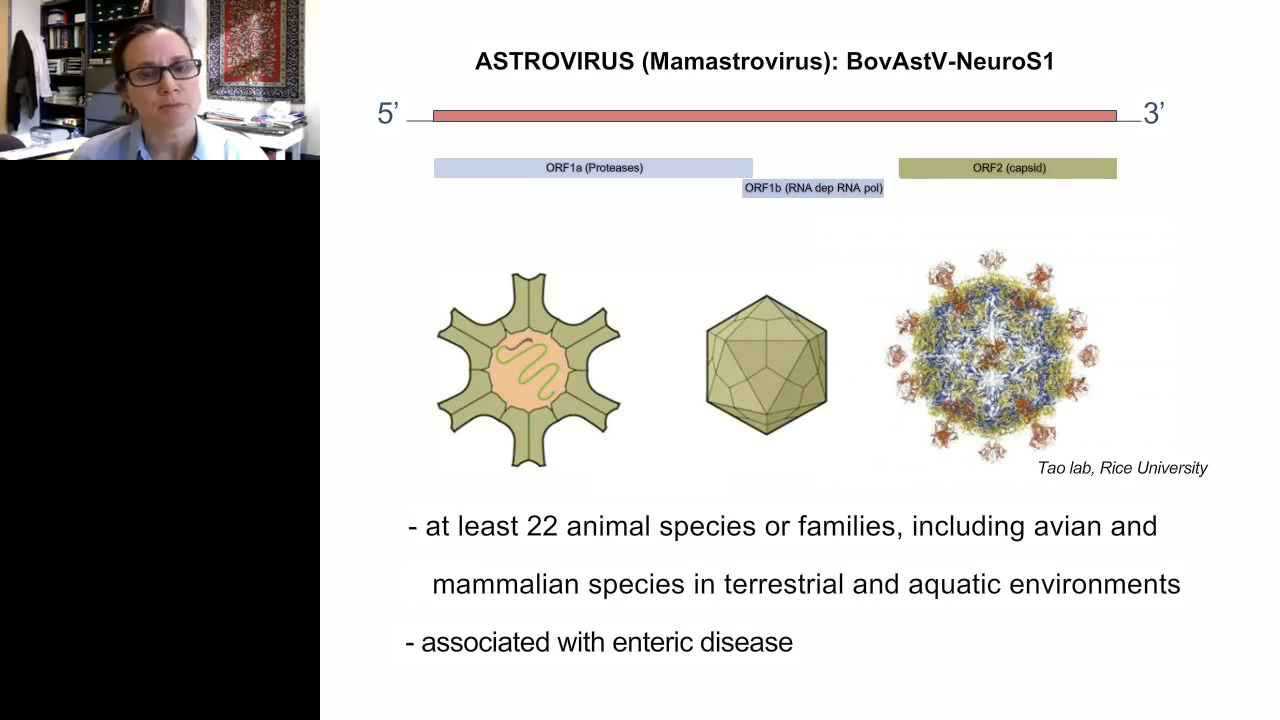 ASTROVIRUS (Mamastrovirus): BovAstV-NeuroS1
5’ 3’
ORF1a (Proteases) ORF2 (capsid)
ORF1b (RNA dep RNA pol)
Tao lab, Rice University
- at least 22 animal species or families, including avian and
mammalian species in terrestrial and aquatic environments
- associated with enteric disease